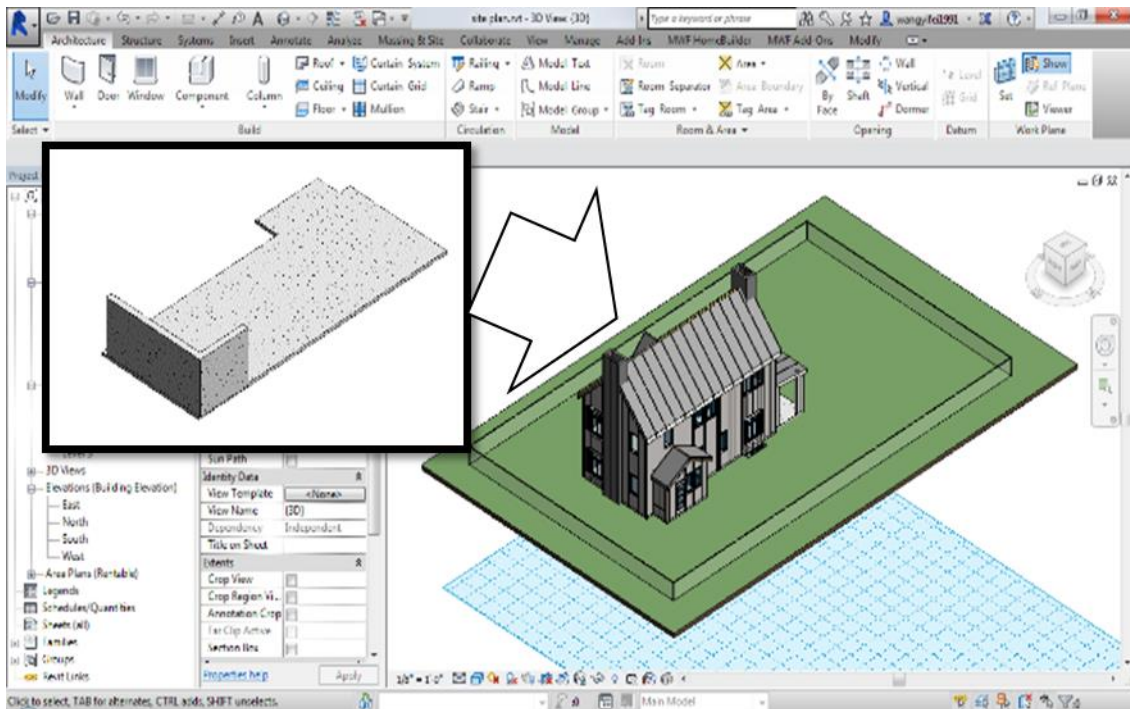 site plan.rvt - 3D View: {3D}
Type a keyword or phrase
wangyifei1991
Architecture Structure Systems Insert Annotate Analyze Massing & Site Collaborate View Manage Add-Ins MWF HomeBuilder MWF Add-Ons Modify
Modify
Wall
Door
Window
Component
Column
Roof
Ceiling
Floor
Curtain System
Curtain Grid
Mullion
Railing
Ramp
Stair
Model Text
Model Line
Model Group
Room
Room Separator
Tag Room
Area
Area Boundary
Tag Area
By Face
Shaft
Wall
Vertical
Dormer
Level
Grid
Set
Show
Ref Plane
Viewer
Select
Build
Circulation
Model
Room & Area
Opening
Datum
Work Plane
3D Views
Elevations (Building Elevation)
East
North
South
West
Area Plans (Rentable)
Legends
Schedules/Quantities
Sheets (all)
Families
Groups
Revit Links
Sun Path
Identity Data
View Template <None>
View Name {3D}
Dependency Independent
Title on Sheet
Extents
Crop View
Crop Region Vi...
Annotation Crop
Far Clip Active
Section Box
Properties help
Apply
1/8" = 1'-0"
Click to select, TAB for alternates, CTRL adds, SHIFT unselects.
Main Model